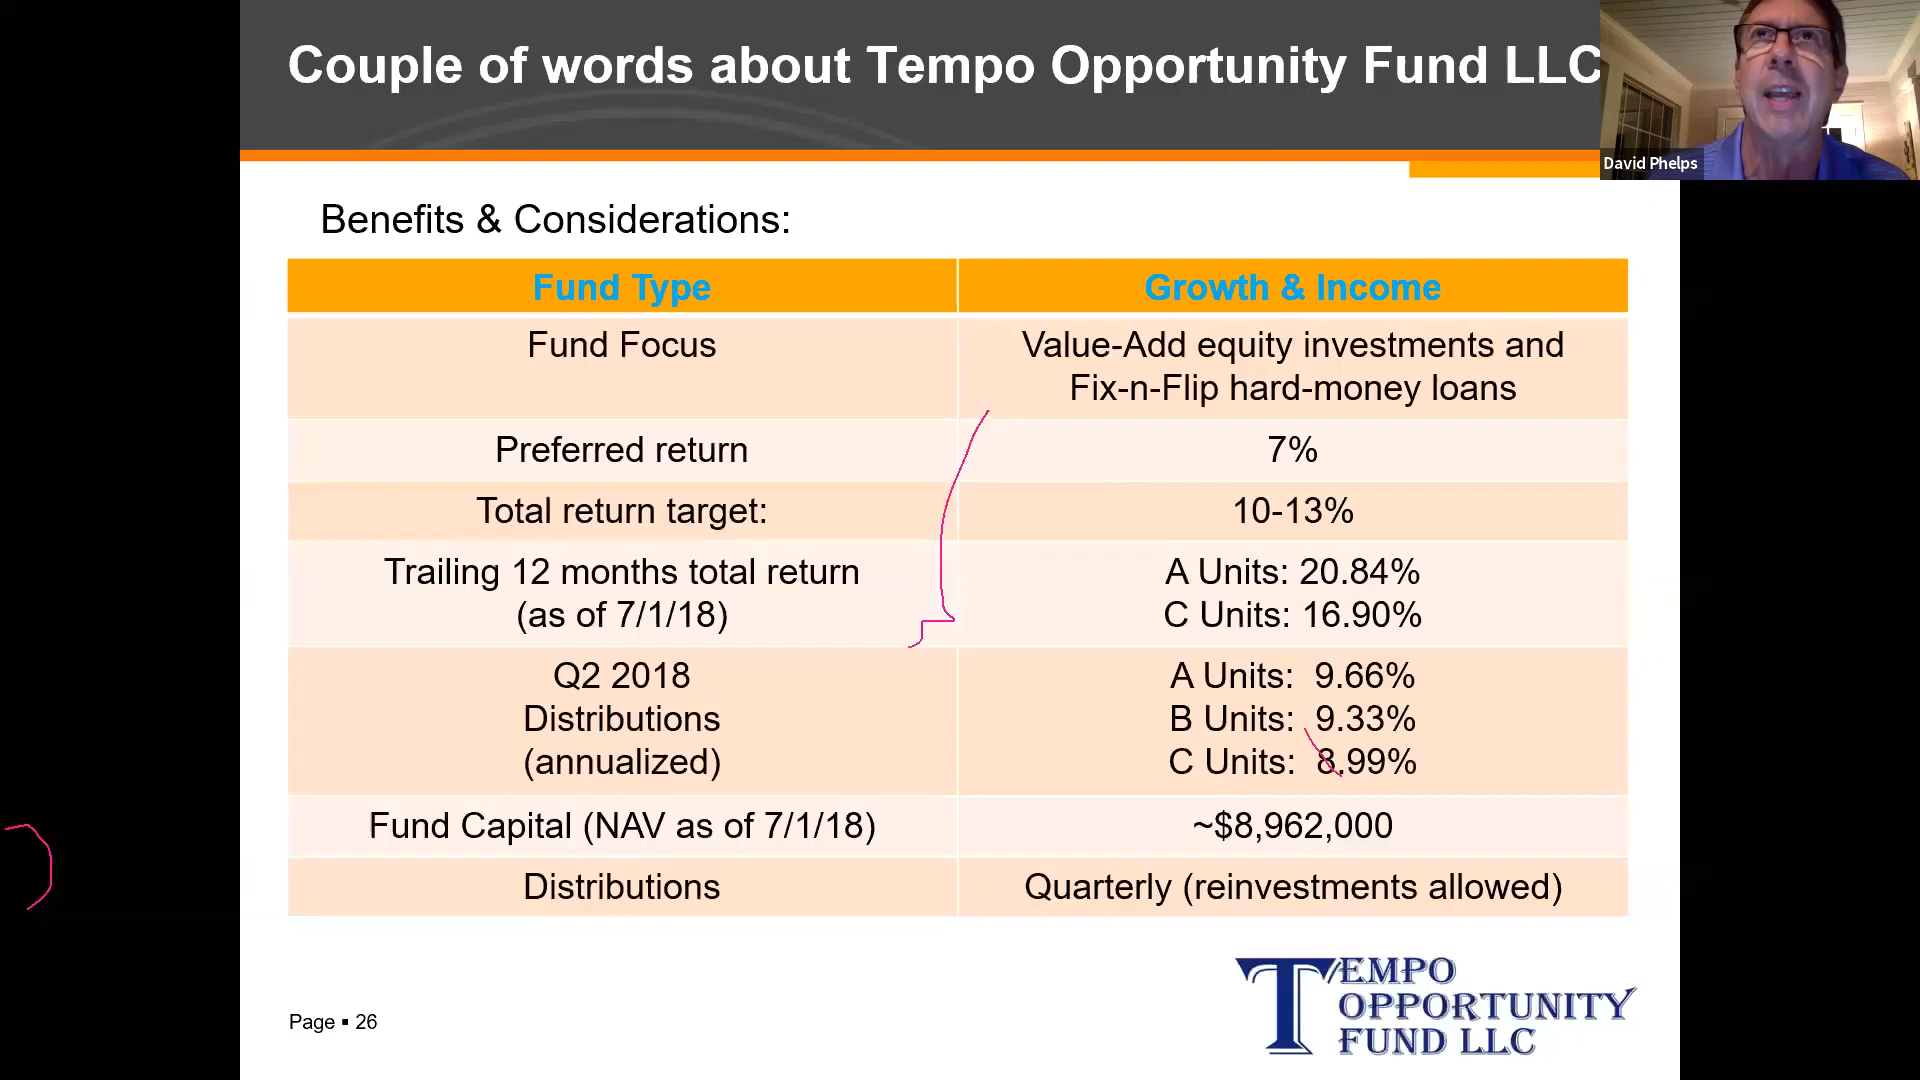 Couple of words about Tempo Opportunity Fund LLC
David Phelps
Benefits & Considerations:
Fund Type
Growth & Income
Fund Focus
Value-Add equity investments and
Fix-n-Flip hard-money loans
Preferred return
7%
Total return target:
10-13%
Trailing 12 months total return
(as of 7/1/18)
A Units: 20.84%
C Units: 16.90%
Q2 2018
Distributions
(annualized)
A Units: 9.66%
B Units: 9.33%
C Units: 8.99%
Fund Capital (NAV as of 7/1/18)
~$8,962,000
Distributions
Quarterly (reinvestments allowed)
Page ▪ 26
TEMPO
OPPORTUNITY
FUND LLC